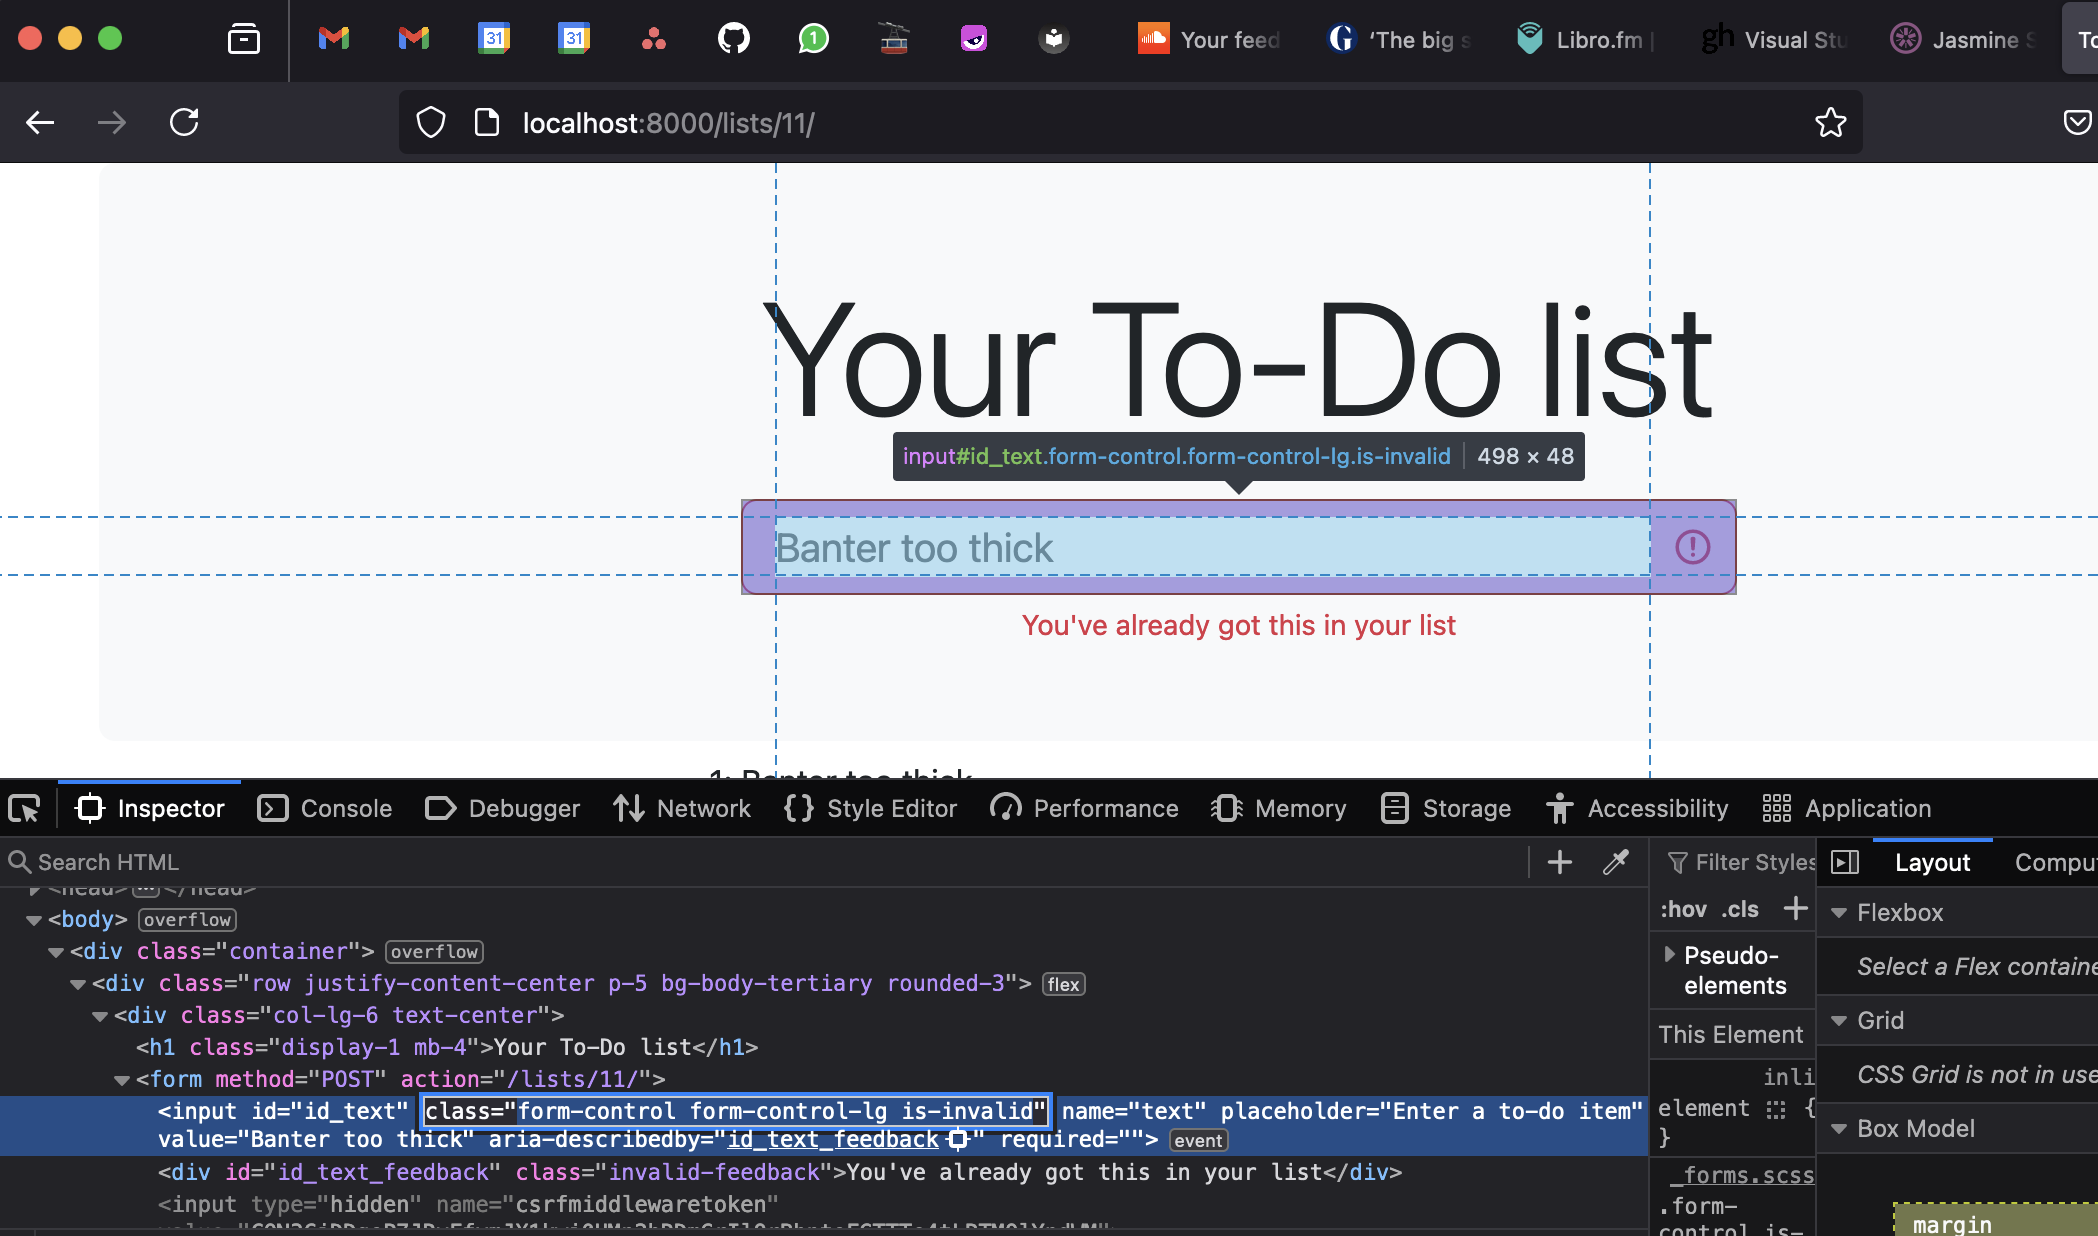 31
31
1
Your feed
‘The big s
Libro.fm |
gh Visual Stu
Jasmine S
To
localhost:8000/lists/11/
Your To-Do list
input#id_text.form-control.form-control-lg.is-invalid | 498 × 48
Banter too thick
You've already got this in your list
1: Banter too thick
Inspector
Console
Debugger
Network
Style Editor
Performance
Memory
Storage
Accessibility
Application
Search HTML
<head>…</head>
<body> overflow
<div class="container"> overflow
<div class="row justify-content-center p-5 bg-body-tertiary rounded-3"> flex
<div class="col-lg-6 text-center">
<h1 class="display-1 mb-4">Your To-Do list</h1>
<form method="POST" action="/lists/11/">
<input id="id_text" class="form-control form-control-lg is-invalid" name="text" placeholder="Enter a to-do item"
value="Banter too thick" aria-describedby="id_text_feedback" required=""> event
<div id="id_text_feedback" class="invalid-feedback">You've already got this in your list</div>
<input type="hidden" name="csrfmiddlewaretoken"
Filter Styles
:hov .cls +
Pseudo-
elements
This Element
inli
element {
}
_forms.scss
.form-
control.is-
Layout
Compu
Flexbox
Select a Flex containe
Grid
CSS Grid is not in use
Box Model
margin